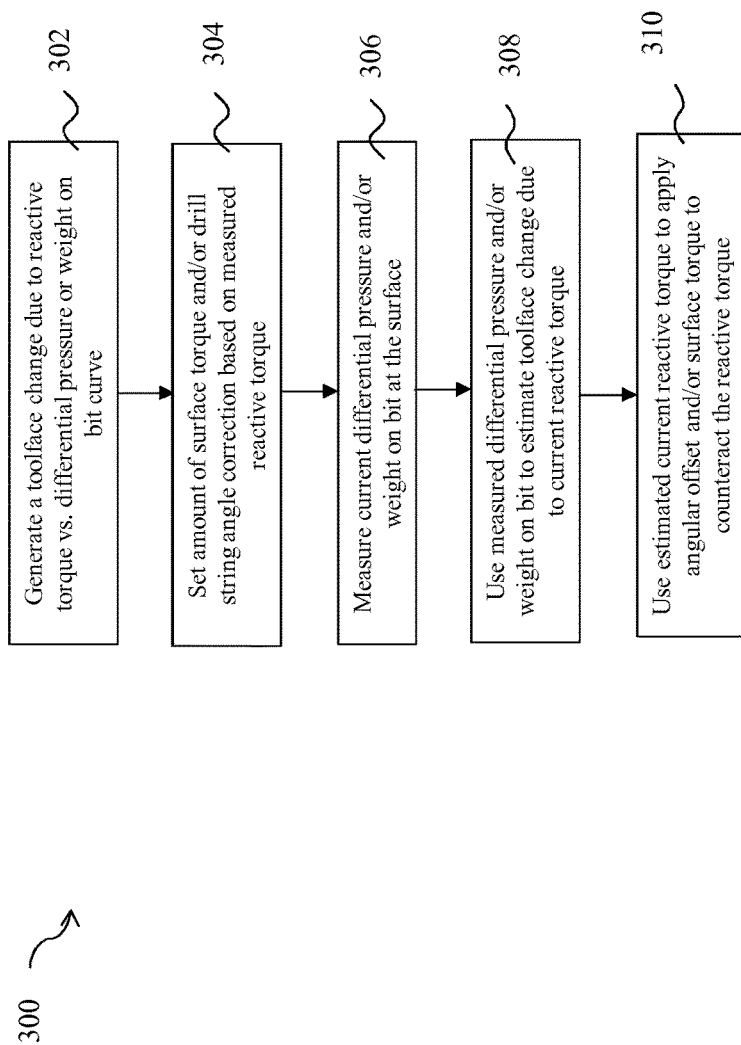 300
Generate a toolface change due to reactive
torque vs. differential pressure or weight on
bit curve
302
Set amount of surface torque and/or drill
string angle correction based on measured
reactive torque
304
Measure current differential pressure and/or
weight on bit at the surface
306
Use measured differential pressure and/or
weight on bit to estimate toolface change due
to current reactive torque
308
Use estimated current reactive torque to apply
angular offset and/or surface torque to
counteract the reactive torque
310